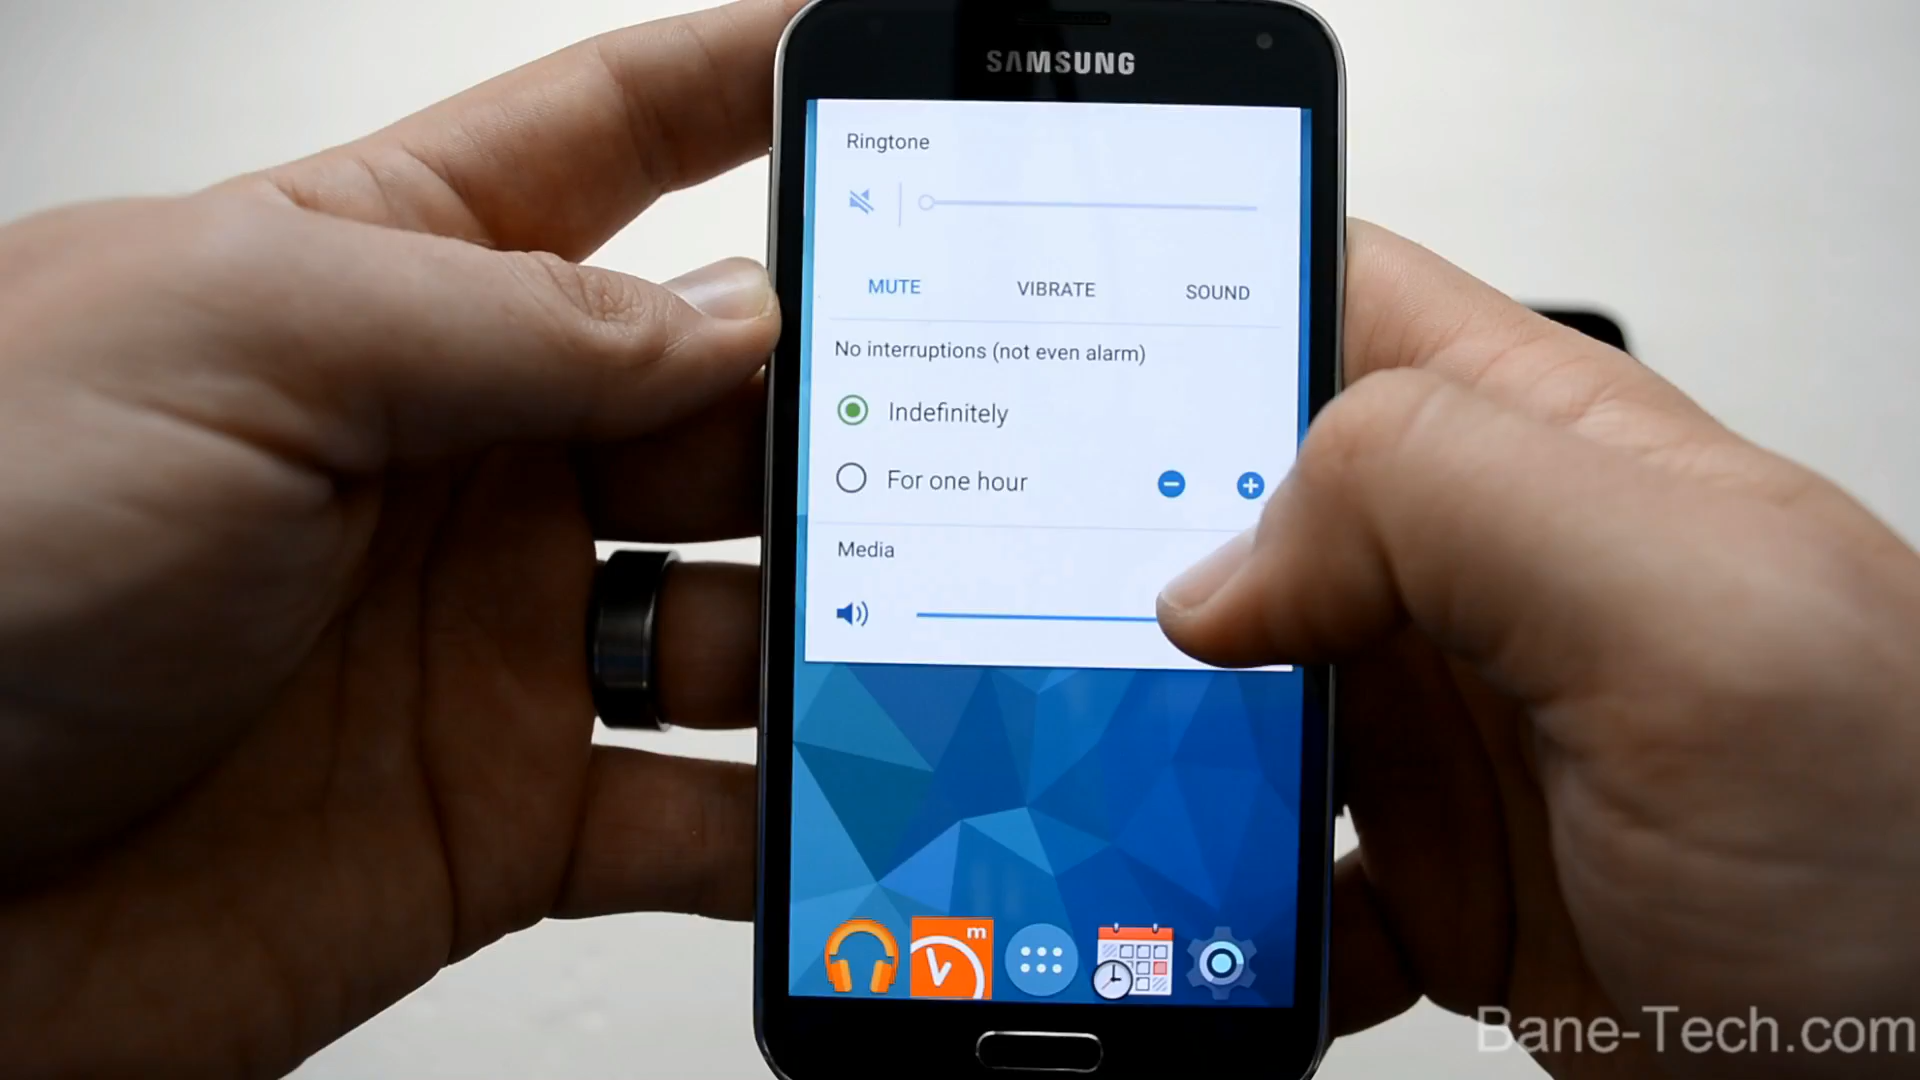 SAMSUNG
Ringtone
MUTE VIBRATE SOUND
No interruptions (not even alarm)
Indefinitely
For one hour
Media
m
Bane-Tech.com